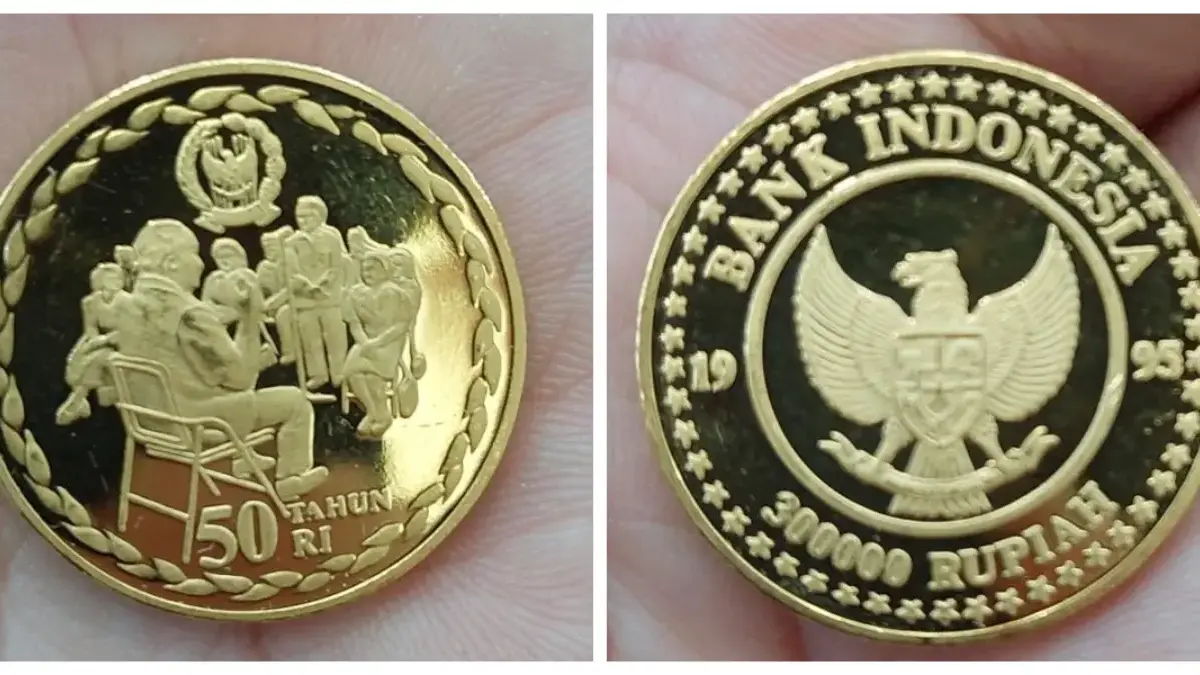 50 TAHUN
RI
BANK INDONESIA
19 95
300000 RUPIAH